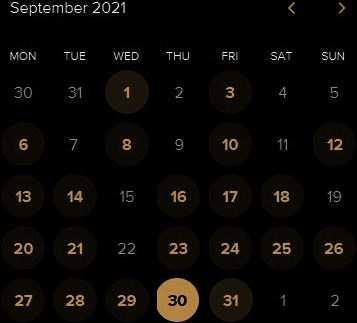 September 2021
MON TUE WED THU FRI SAT SUN
30 31 1 2 3 4 5
6 7 8 9 10 11 12
13 14 15 16 17 18 19
20 21 22 23 24 25 26
27 28 29 30 31 1 2